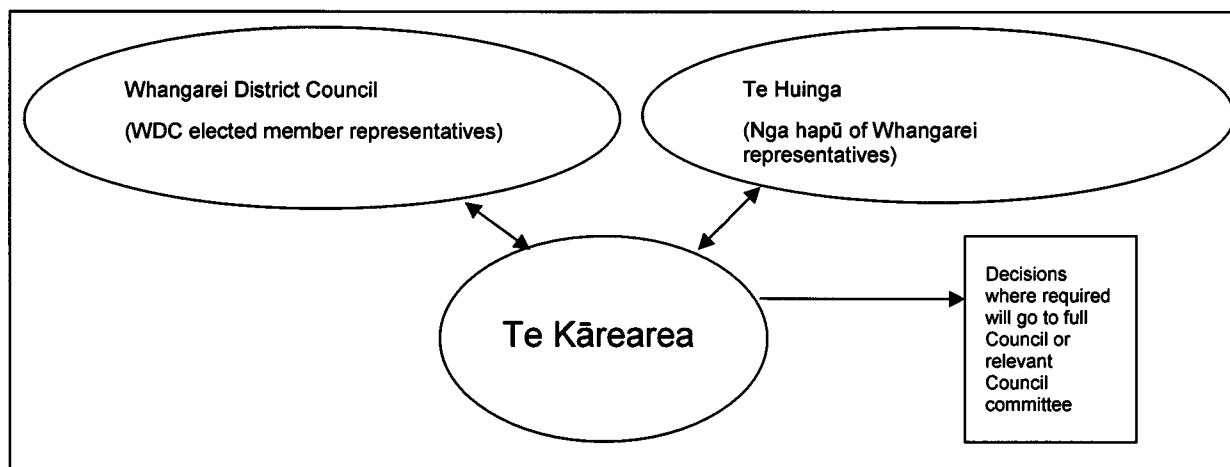 Whangarei District Council
(WDC elected member representatives)
Te Huinga
(Nga hapū of Whangarei
representatives)
Te Kārearea
Decisions
where required
will go to full
Council or
relevant
Council
committee